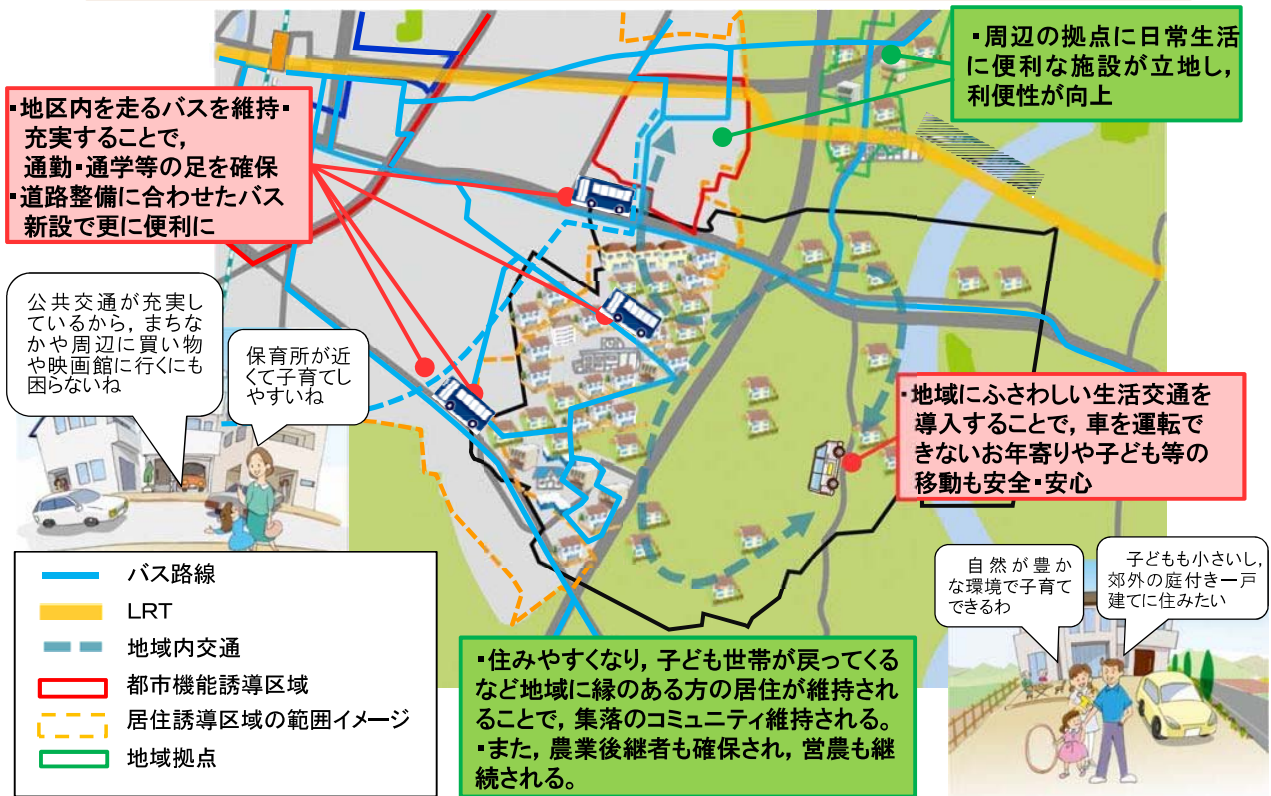 ・周辺の拠点に日常生活
に便利な施設が立地し，
利便性が向上
・地区内を走るバスを維持・
充実することで，
通勤・通学等の足を確保
・道路整備に合わせたバス
新設で更に便利に
公共交通が充実し
ているから，まちな
かや周辺に買い物
や映画館に行くにも
困らないね
保育所が近
くて子育てし
やすいね
・地域にふさわしい生活交通を
導入することで，車を運転で
きないお年寄りや子ども等の
移動も安全・安心
バス路線
LRT
地域内交通
都市機能誘導区域
居住誘導区域の範囲イメージ
地域拠点
・住みやすくなり，子ども世帯が戻ってくる
など地域に縁のある方の居住が維持され
ることで，集落のコミュニティ維持される。
・また，農業後継者も確保され，営農も継
続される。
自然が豊か
な環境で子育て
できるわ
子どもも小さいし，
郊外の庭付き一戸
建てに住みたい